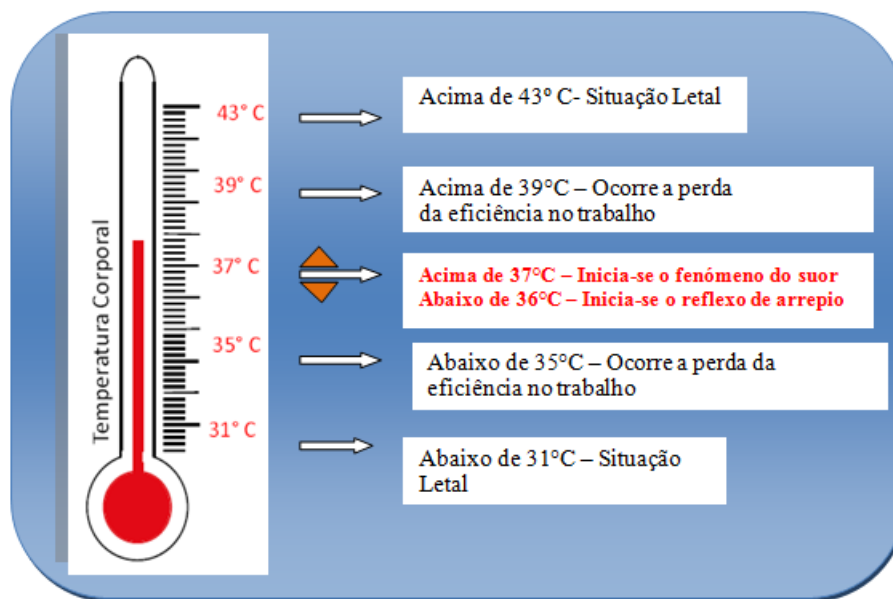 Temperatura Corporal
43° C
39° C
37° C
35° C
31° C
Acima de 43º C- Situação Letal
Acima de 39°C – Ocorre a perda
da eficiência no trabalho
Acima de 37°C – Inicia-se o fenómeno do suor
Abaixo de 36°C – Inicia-se o reflexo de arrepio
Abaixo de 35°C – Ocorre a perda da
eficiência no trabalho
Abaixo de 31°C – Situação
Letal